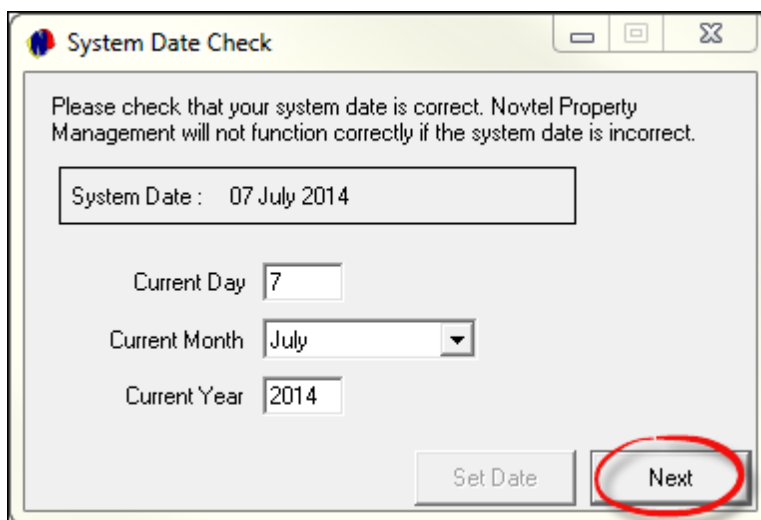 System Date Check
Please check that your system date is correct. Novtel Property
Management will not function correctly if the system date is incorrect.
System Date : 07 July 2014
Current Day 7
Current Month July
Current Year 2014
Set Date Next